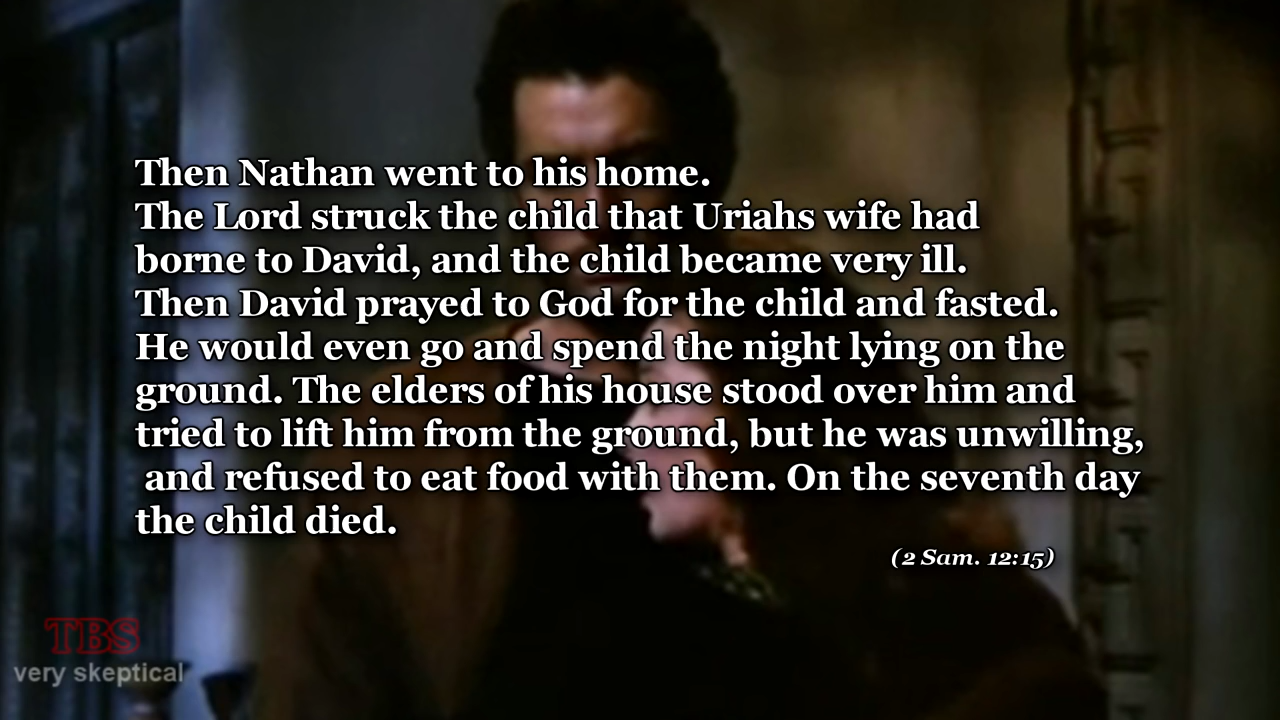 Then Nathan went to his home.
The Lord struck the child that Uriahs wife had
borne to David, and the child became very ill.
Then David prayed to God for the child and fasted.
He would even go and spend the night lying on the
ground. The elders of his house stood over him and
tried to lift him from the ground, but he was unwilling,
and refused to eat food with them. On the seventh day
the child died.
(2 Sam. 12:15)
TBS
very skeptical